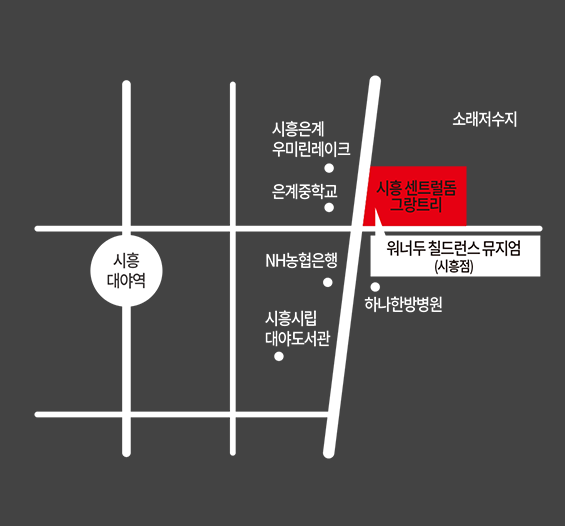 소래저수지
시흥은계
우미린레이크
은계중학교
시흥 센트럴돔
그랑트리
시흥
대야역
NH농협은행
워너두 칠드런스 뮤지엄
(시흥점)
하나한방병원
시흥시립
대야도서관